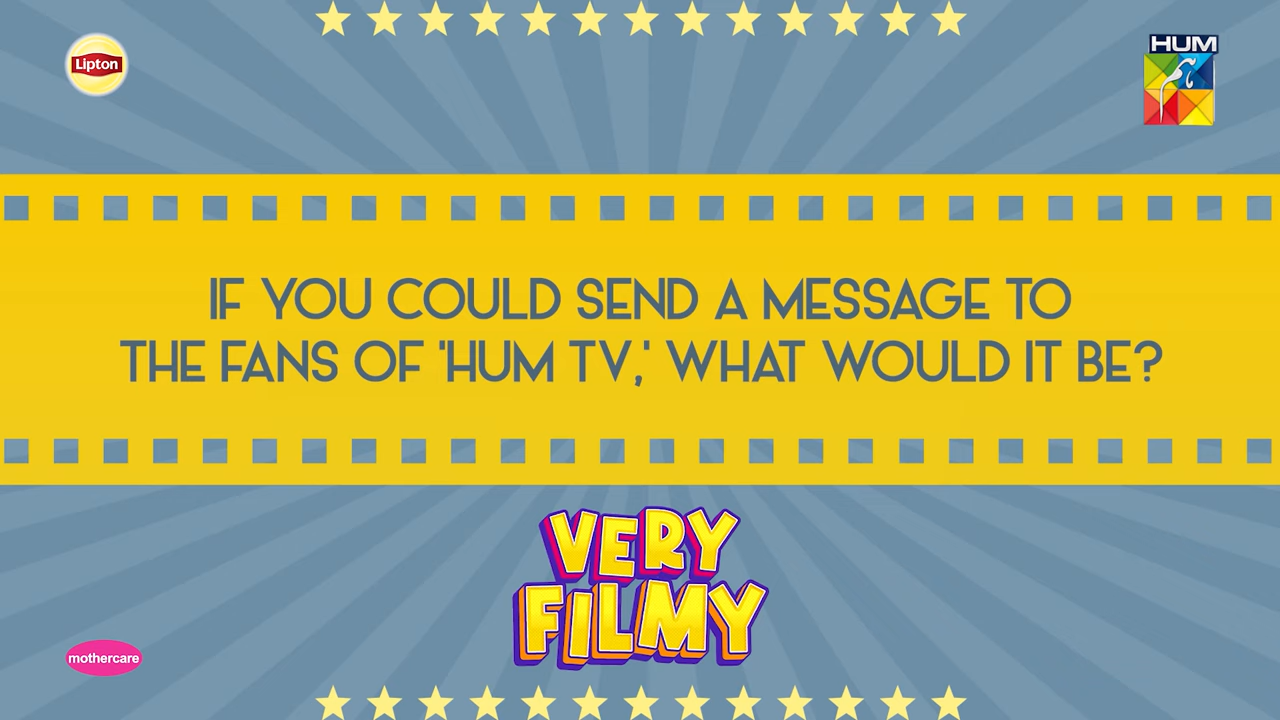 Lipton
HUM
ہم
IF YOU COULD SEND A MESSAGE TO
THE FANS OF 'HUM TV,' WHAT WOULD IT BE?
VERY
FILMY
mothercare